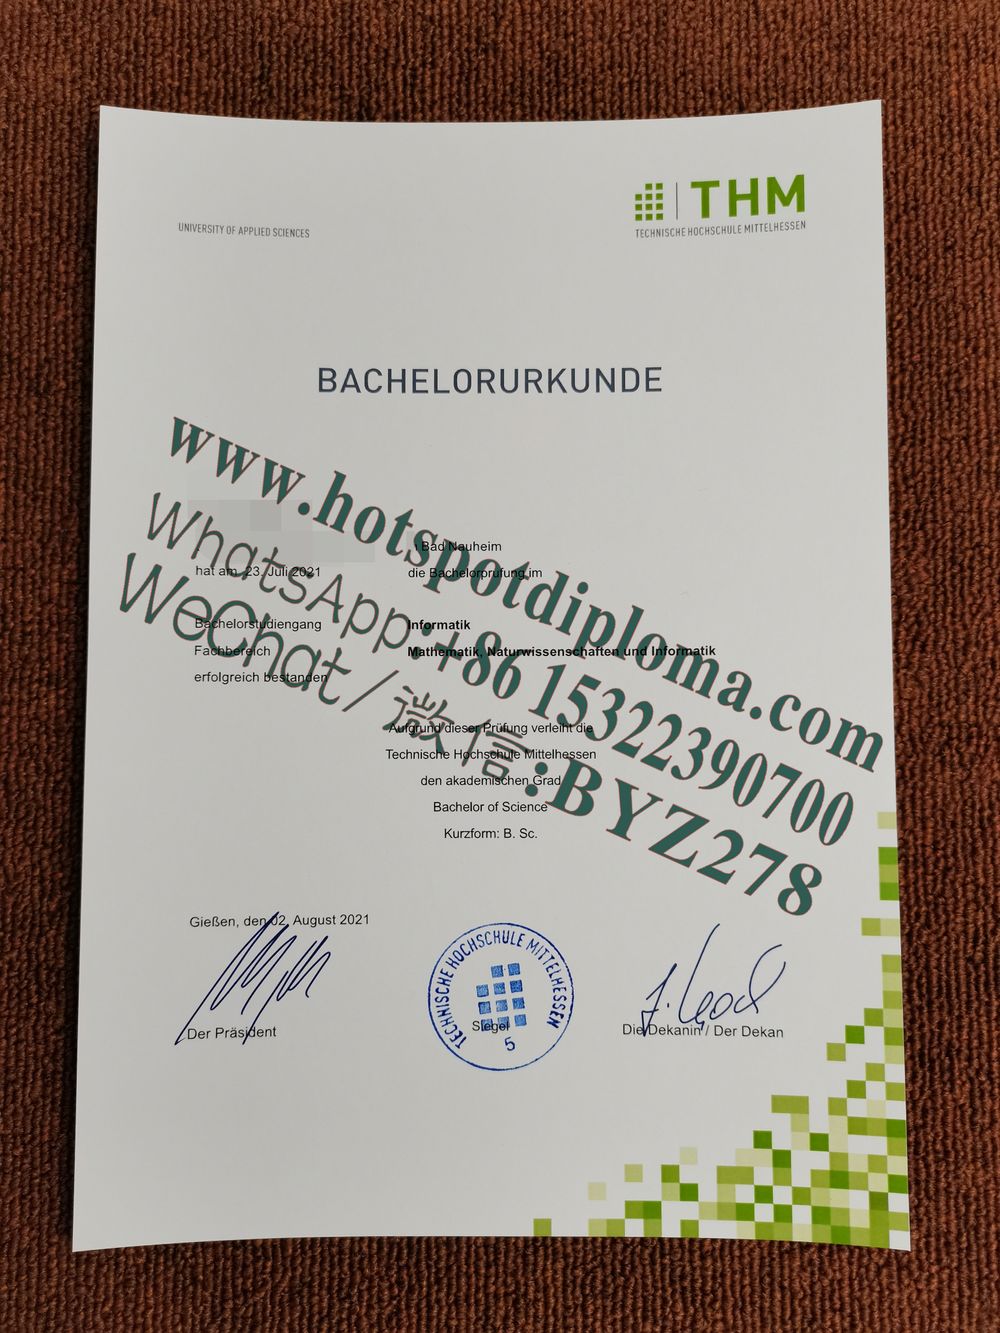 UNIVERSITY OF APPLIED SCIENCES
THM
TECHNISCHE HOCHSCHULE MITTELHESSEN
BACHELORURKUNDE
www.hotspotdiploma.com
WhatsApp:+86 15322390700
WeChat/微信:BYZ278
Bad Nauheim
hat am 23. Juli 2021 die Bachelorprüfung im
Bachelorstudiengang Informatik
Fachbereich Mathematik, Naturwissenschaften und Informatik
erfolgreich bestanden
Aufgrund dieser Prüfung verleiht die
Technische Hochschule Mittelhessen
den akademischen Grad
Bachelor of Science
Kurzform: B. Sc.
Gießen, den 02. August 2021
TECHNISCHE HOCHSCHULE MITTELHESSEN
Siegel
5
Der Präsident
Die Dekanin / Der Dekan